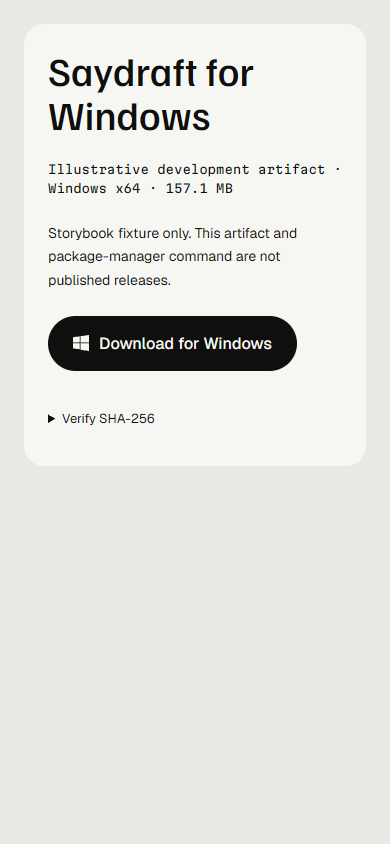 Saydraft for
Windows
Illustrative development artifact ·
Windows x64 · 157.1 MB
Storybook fixture only. This artifact and
package-manager command are not
published releases.
Download for Windows
Verify SHA-256